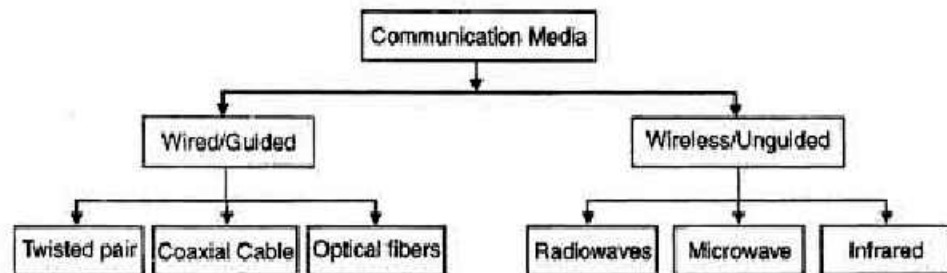 Communication Media
Wired/Guided
Wireless/Unguided
Twisted pair
Coaxial Cable
Optical fibers
Radiowaves
Microwave
Infrared